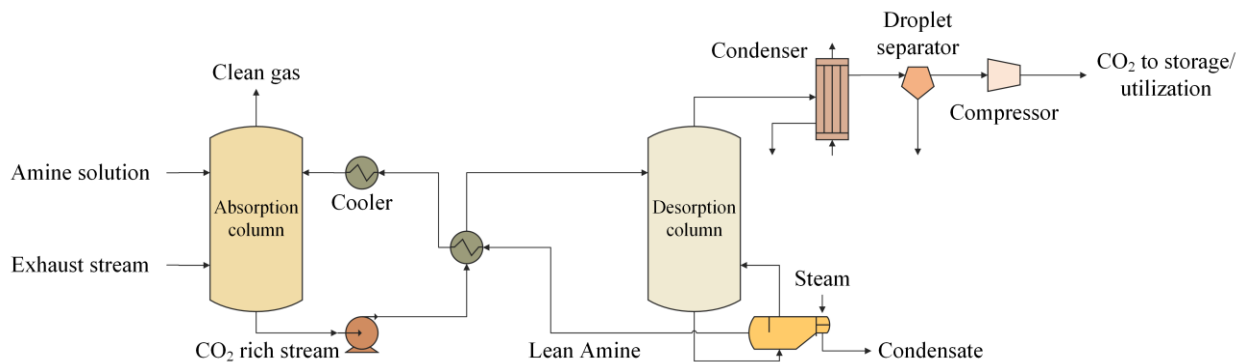 Droplet
separator
Condenser
Clean gas
CO₂ to storage/
utilization
Compressor
Amine solution
Absorption
column
Cooler
Desorption
column
Exhaust stream
Steam
CO₂ rich stream
Lean Amine
Condensate